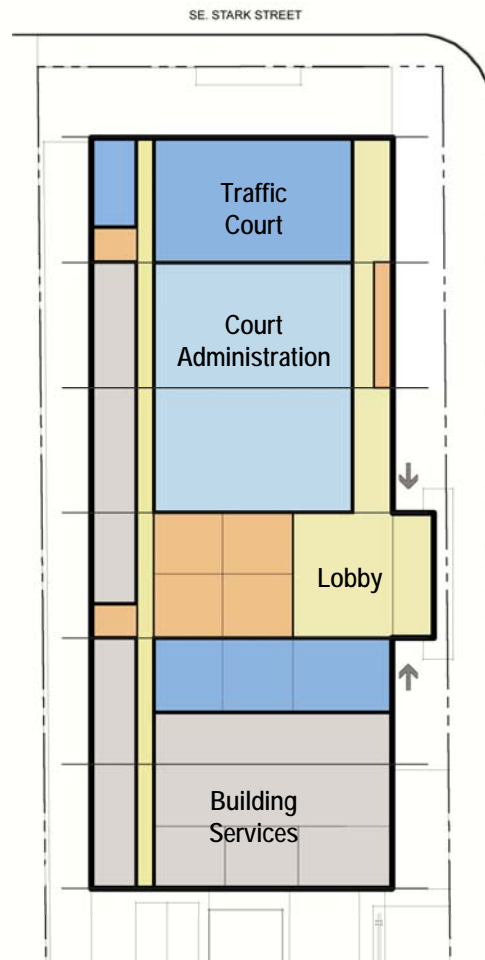 SE. STARK STREET
Traffic
Court
Court
Administration
Lobby
Building
Services